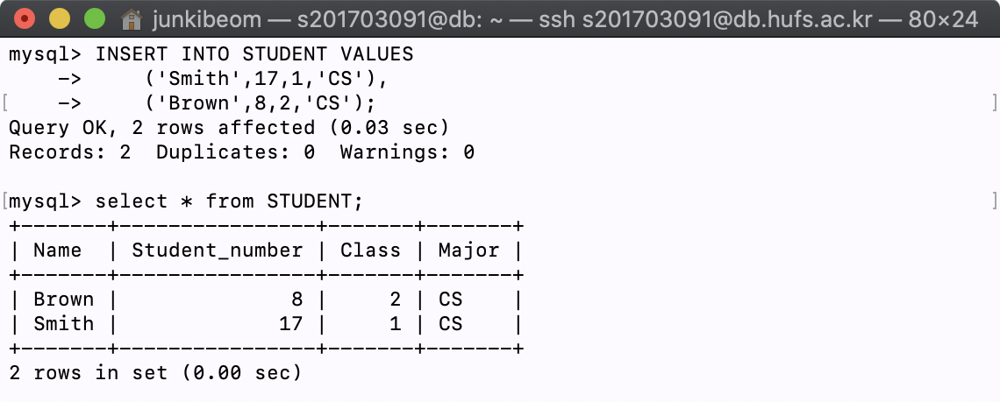 junkibeom — s201703091@db: ~ — ssh s201703091@db.hufs.ac.kr — 80×24
mysql> INSERT INTO STUDENT VALUES
    ->     ('Smith',17,1,'CS'),
[   ->     ('Brown',8,2,'CS'); ]
Query OK, 2 rows affected (0.03 sec)
Records: 2  Duplicates: 0  Warnings: 0

[mysql> select * from STUDENT; ]
+-------+----------------+-------+-------+
| Name  | Student_number | Class | Major |
+-------+----------------+-------+-------+
| Brown |              8 |     2 | CS    |
| Smith |             17 |     1 | CS    |
+-------+----------------+-------+-------+
2 rows in set (0.00 sec)